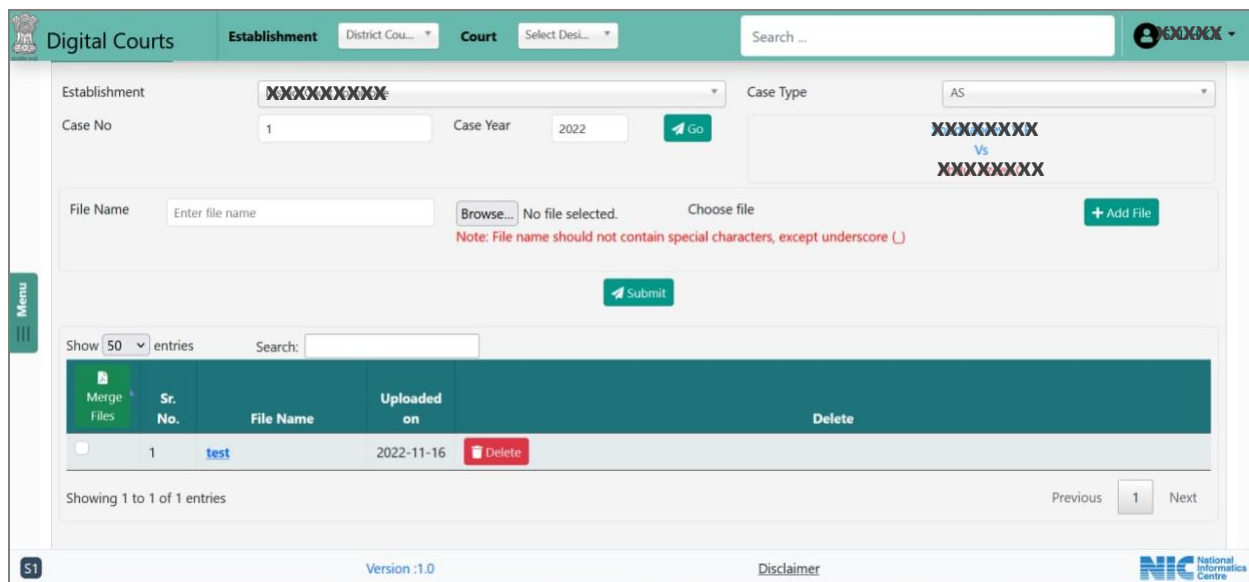 Digital Courts Establishment District Cou... Court Select Desi... Search ... XXXXX
Establishment XXXXXXXXX Case Type AS
Case No 1 Case Year 2022 Go XXXXXXXX
Vs
XXXXXXXX
File Name Enter file name Browse... No file selected. Choose file + Add File
Note: File name should not contain special characters, except underscore (_)
Menu
Submit
Show 50 entries Search:
Merge Files Sr. No. File Name Uploaded on Delete
1 test 2022-11-16 Delete
Showing 1 to 1 of 1 entries Previous 1 Next
S1 Version :1.0 Disclaimer NIC National Informatics Centre